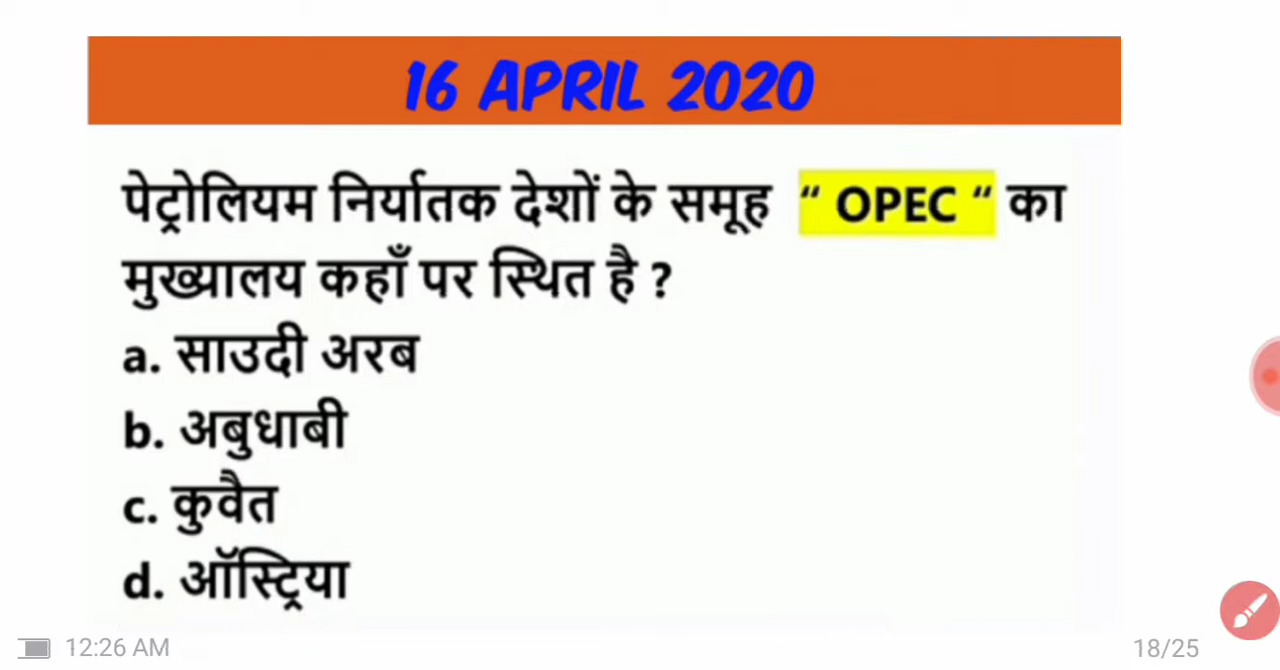 16 APRIL 2020
पेट्रोलियम निर्यातक देशों के समूह “ OPEC “ का
मुख्यालय कहाँ पर स्थित है ?
a. साउदी अरब
b. अबुधाबी
c. कुवैत
d. ऑस्ट्रिया
12:26 AM
18/25